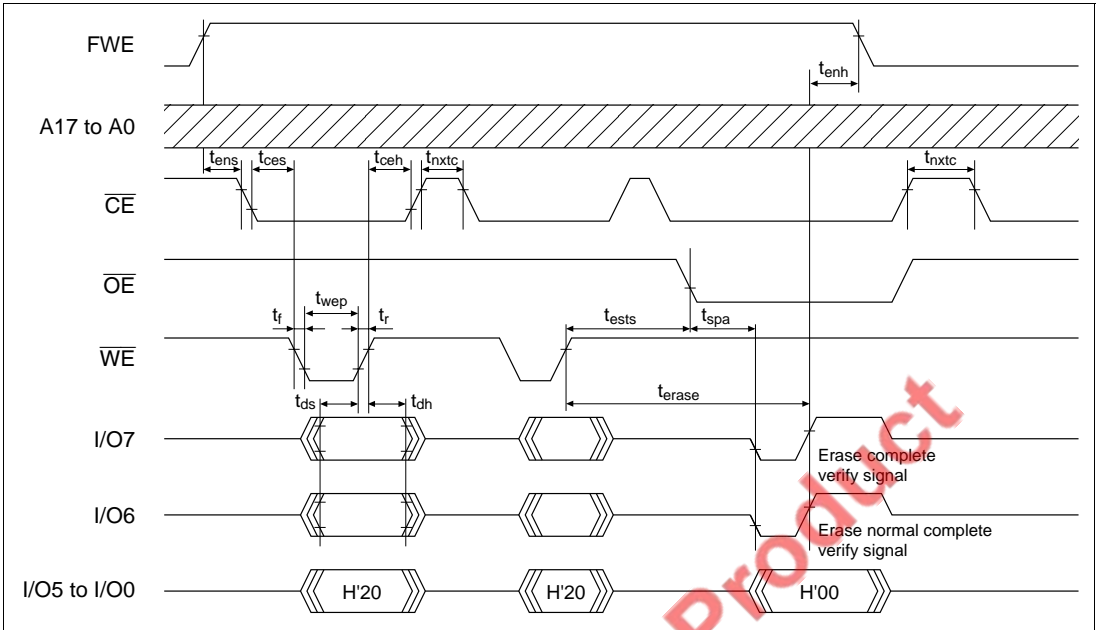 FWE
tenh
A17 to A0
tens tces tceh tnxtc tnxtc
CE
OE
twep
tf tr tests tspa
WE
tds tdh terase
I/O7
Erase complete
verify signal
I/O6
Erase normal complete
verify signal
I/O5 to I/O0 H'20 H'20 H'00
Product